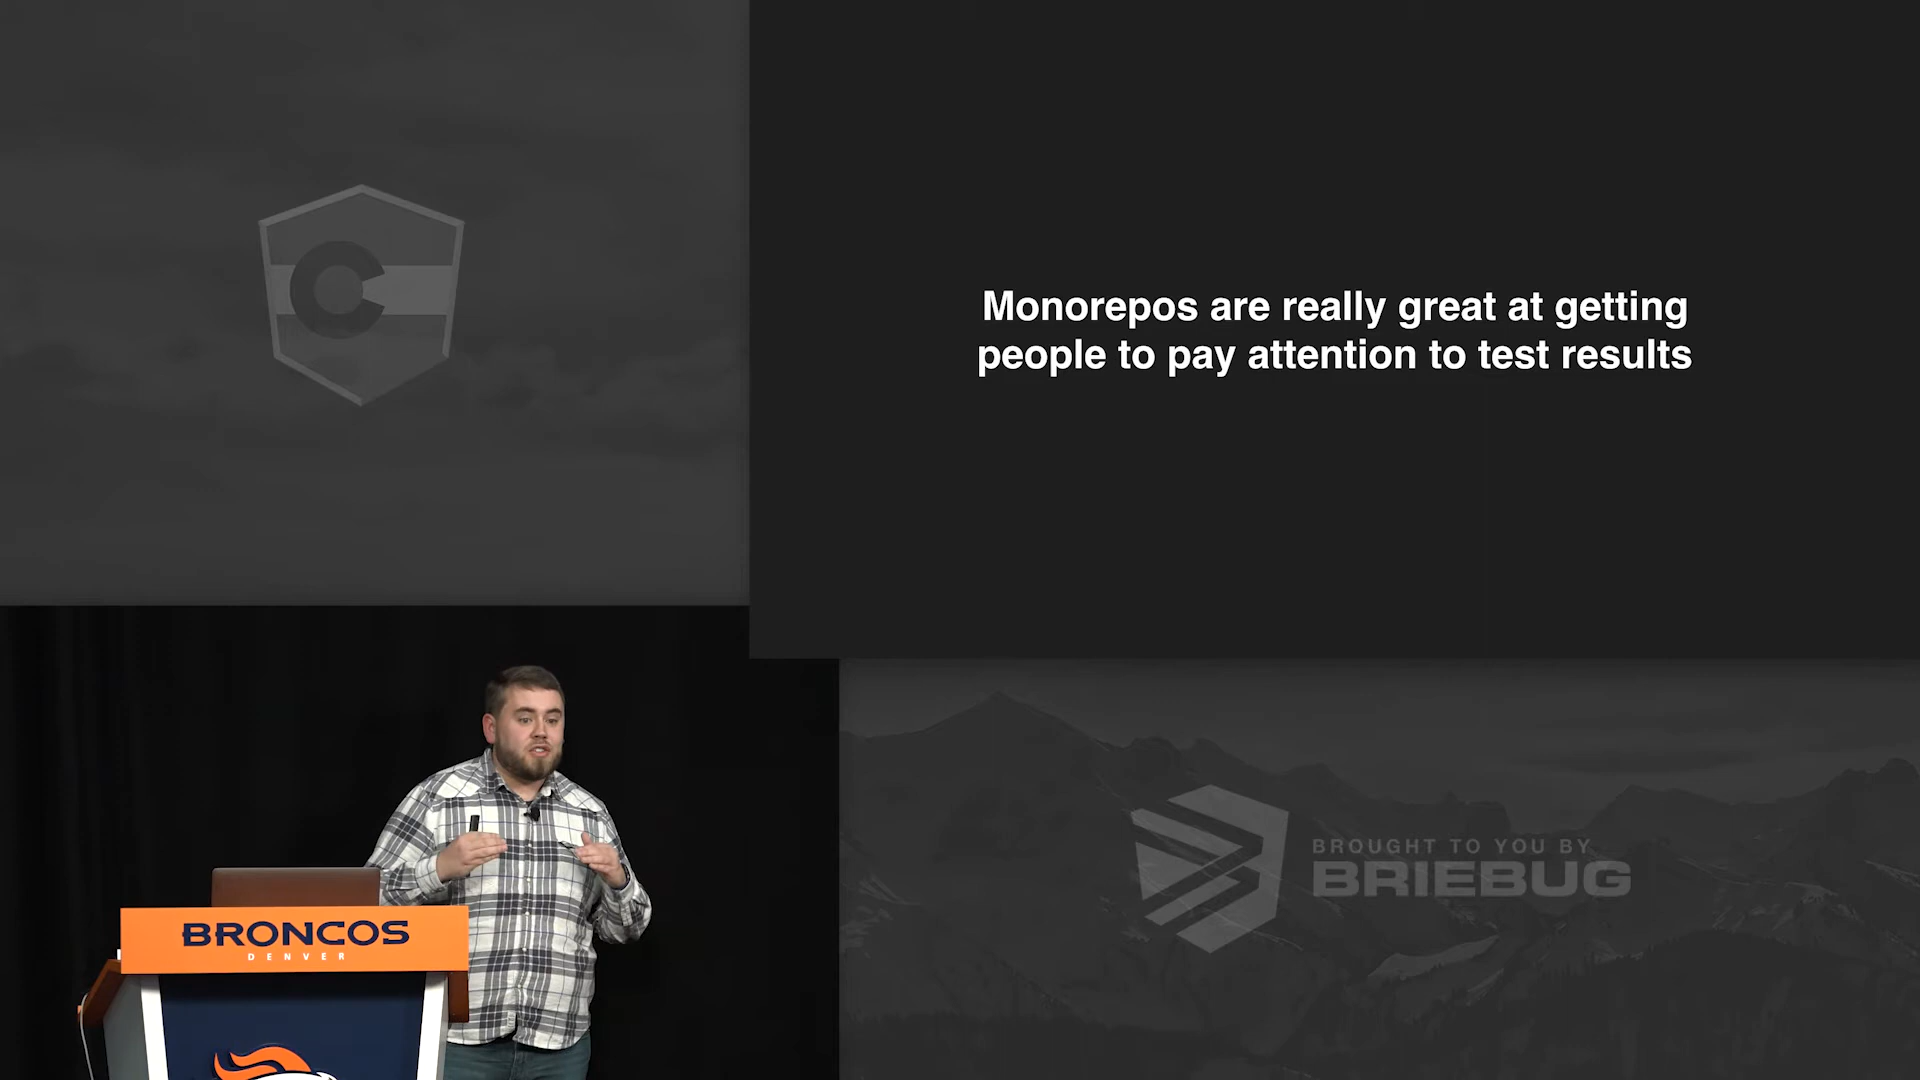 Monorepos are really great at getting
people to pay attention to test results
BROUGHT TO YOU BY
BRIEBUG
BRONCOS
DENVER